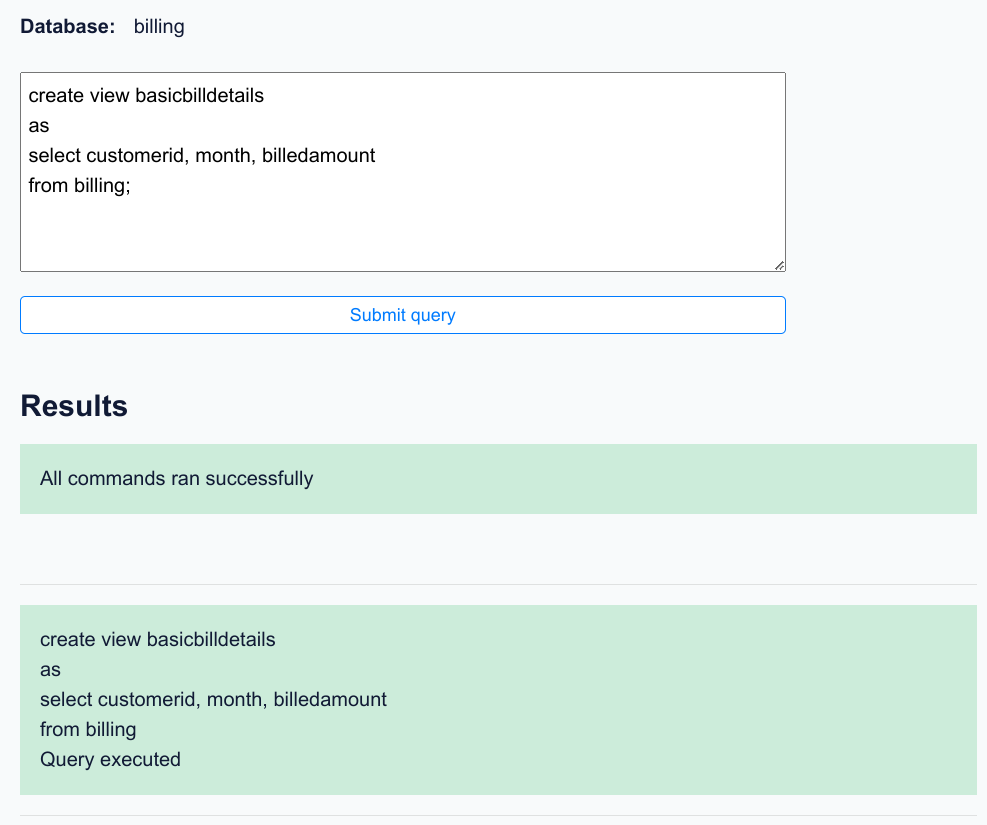 Database: billing
create view basicbilldetails
as
select customerid, month, billedamount
from billing;
Submit query
Results
All commands ran successfully
create view basicbilldetails
as
select customerid, month, billedamount
from billing
Query executed